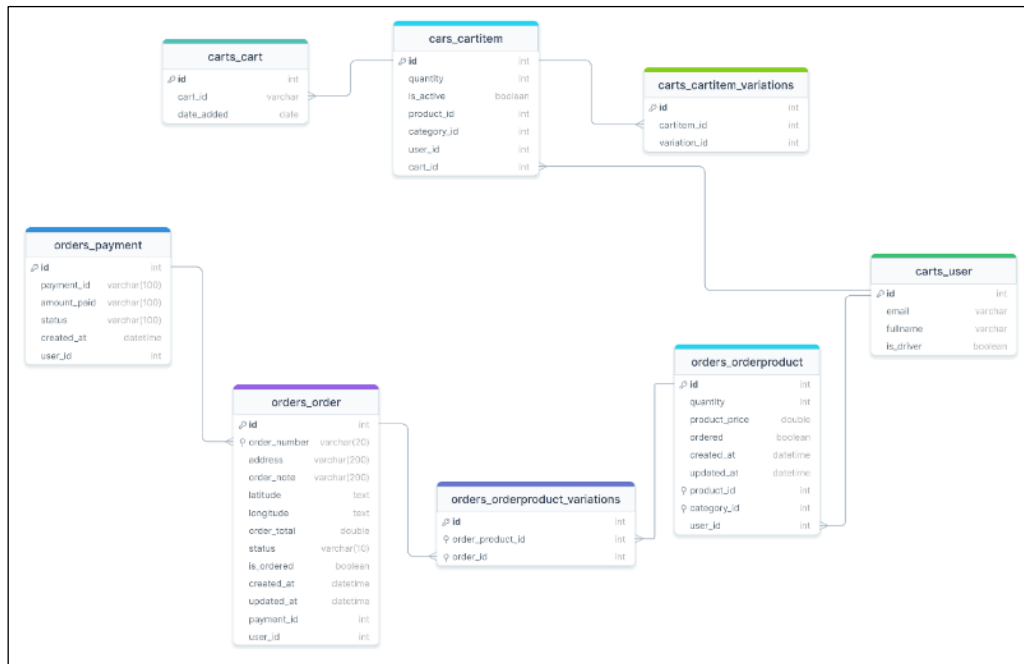 carts_cart
id int
cart_id varchar
date_added date
cars_cartitem
id int
quantity int
is_active boolean
product_id int
category_id int
user_id int
cart_id int
carts_cartitem_variations
id int
cartitem_id int
variation_id int
orders_payment
id int
payment_id varchar(100)
amount_paid varchar(100)
status varchar(100)
created_at datetime
user_id int
carts_user
id int
email varchar
fullname varchar
is_driver boolean
orders_order
id int
order_number varchar(20)
address varchar(200)
order_note varchar(200)
latitude text
longitude text
order_total double
status varchar(10)
is_ordered boolean
created_at datetime
updated_at datetime
payment_id int
user_id int
orders_orderproduct_variations
id int
order_product_id int
order_id int
orders_orderproduct
id int
quantity int
product_price double
ordered boolean
created_at datetime
updated_at datetime
product_id int
category_id int
user_id int